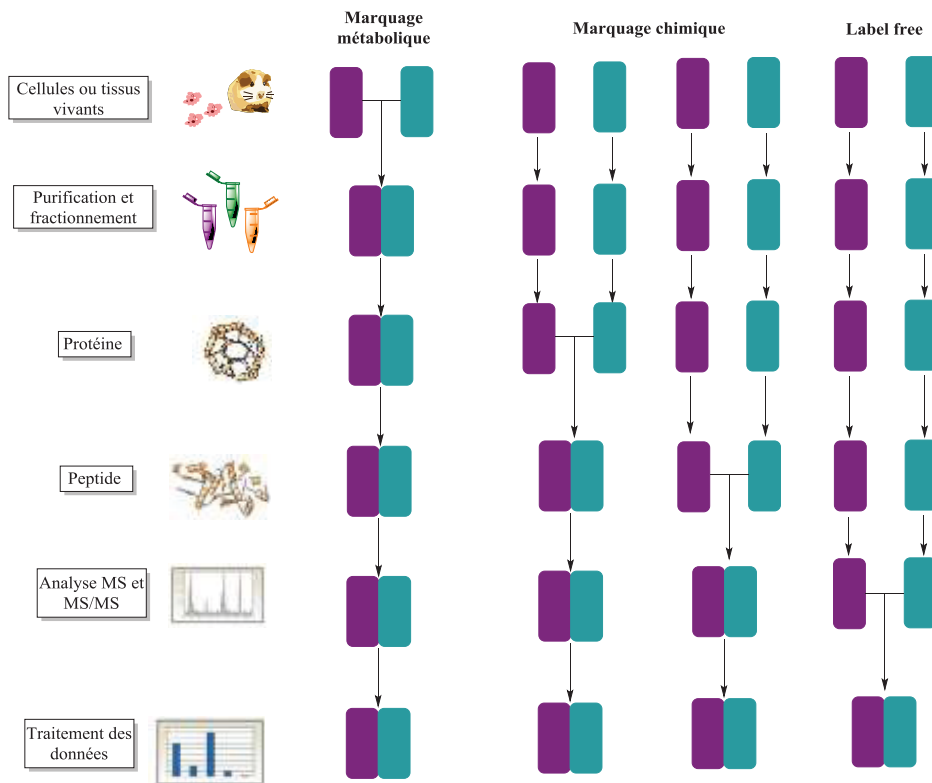 Marquage
métabolique
Marquage chimique
Label free
Cellules ou tissus
vivants
Purification et
fractionnement
Protéine
Peptide
Analyse MS et
MS/MS
Traitement des
données